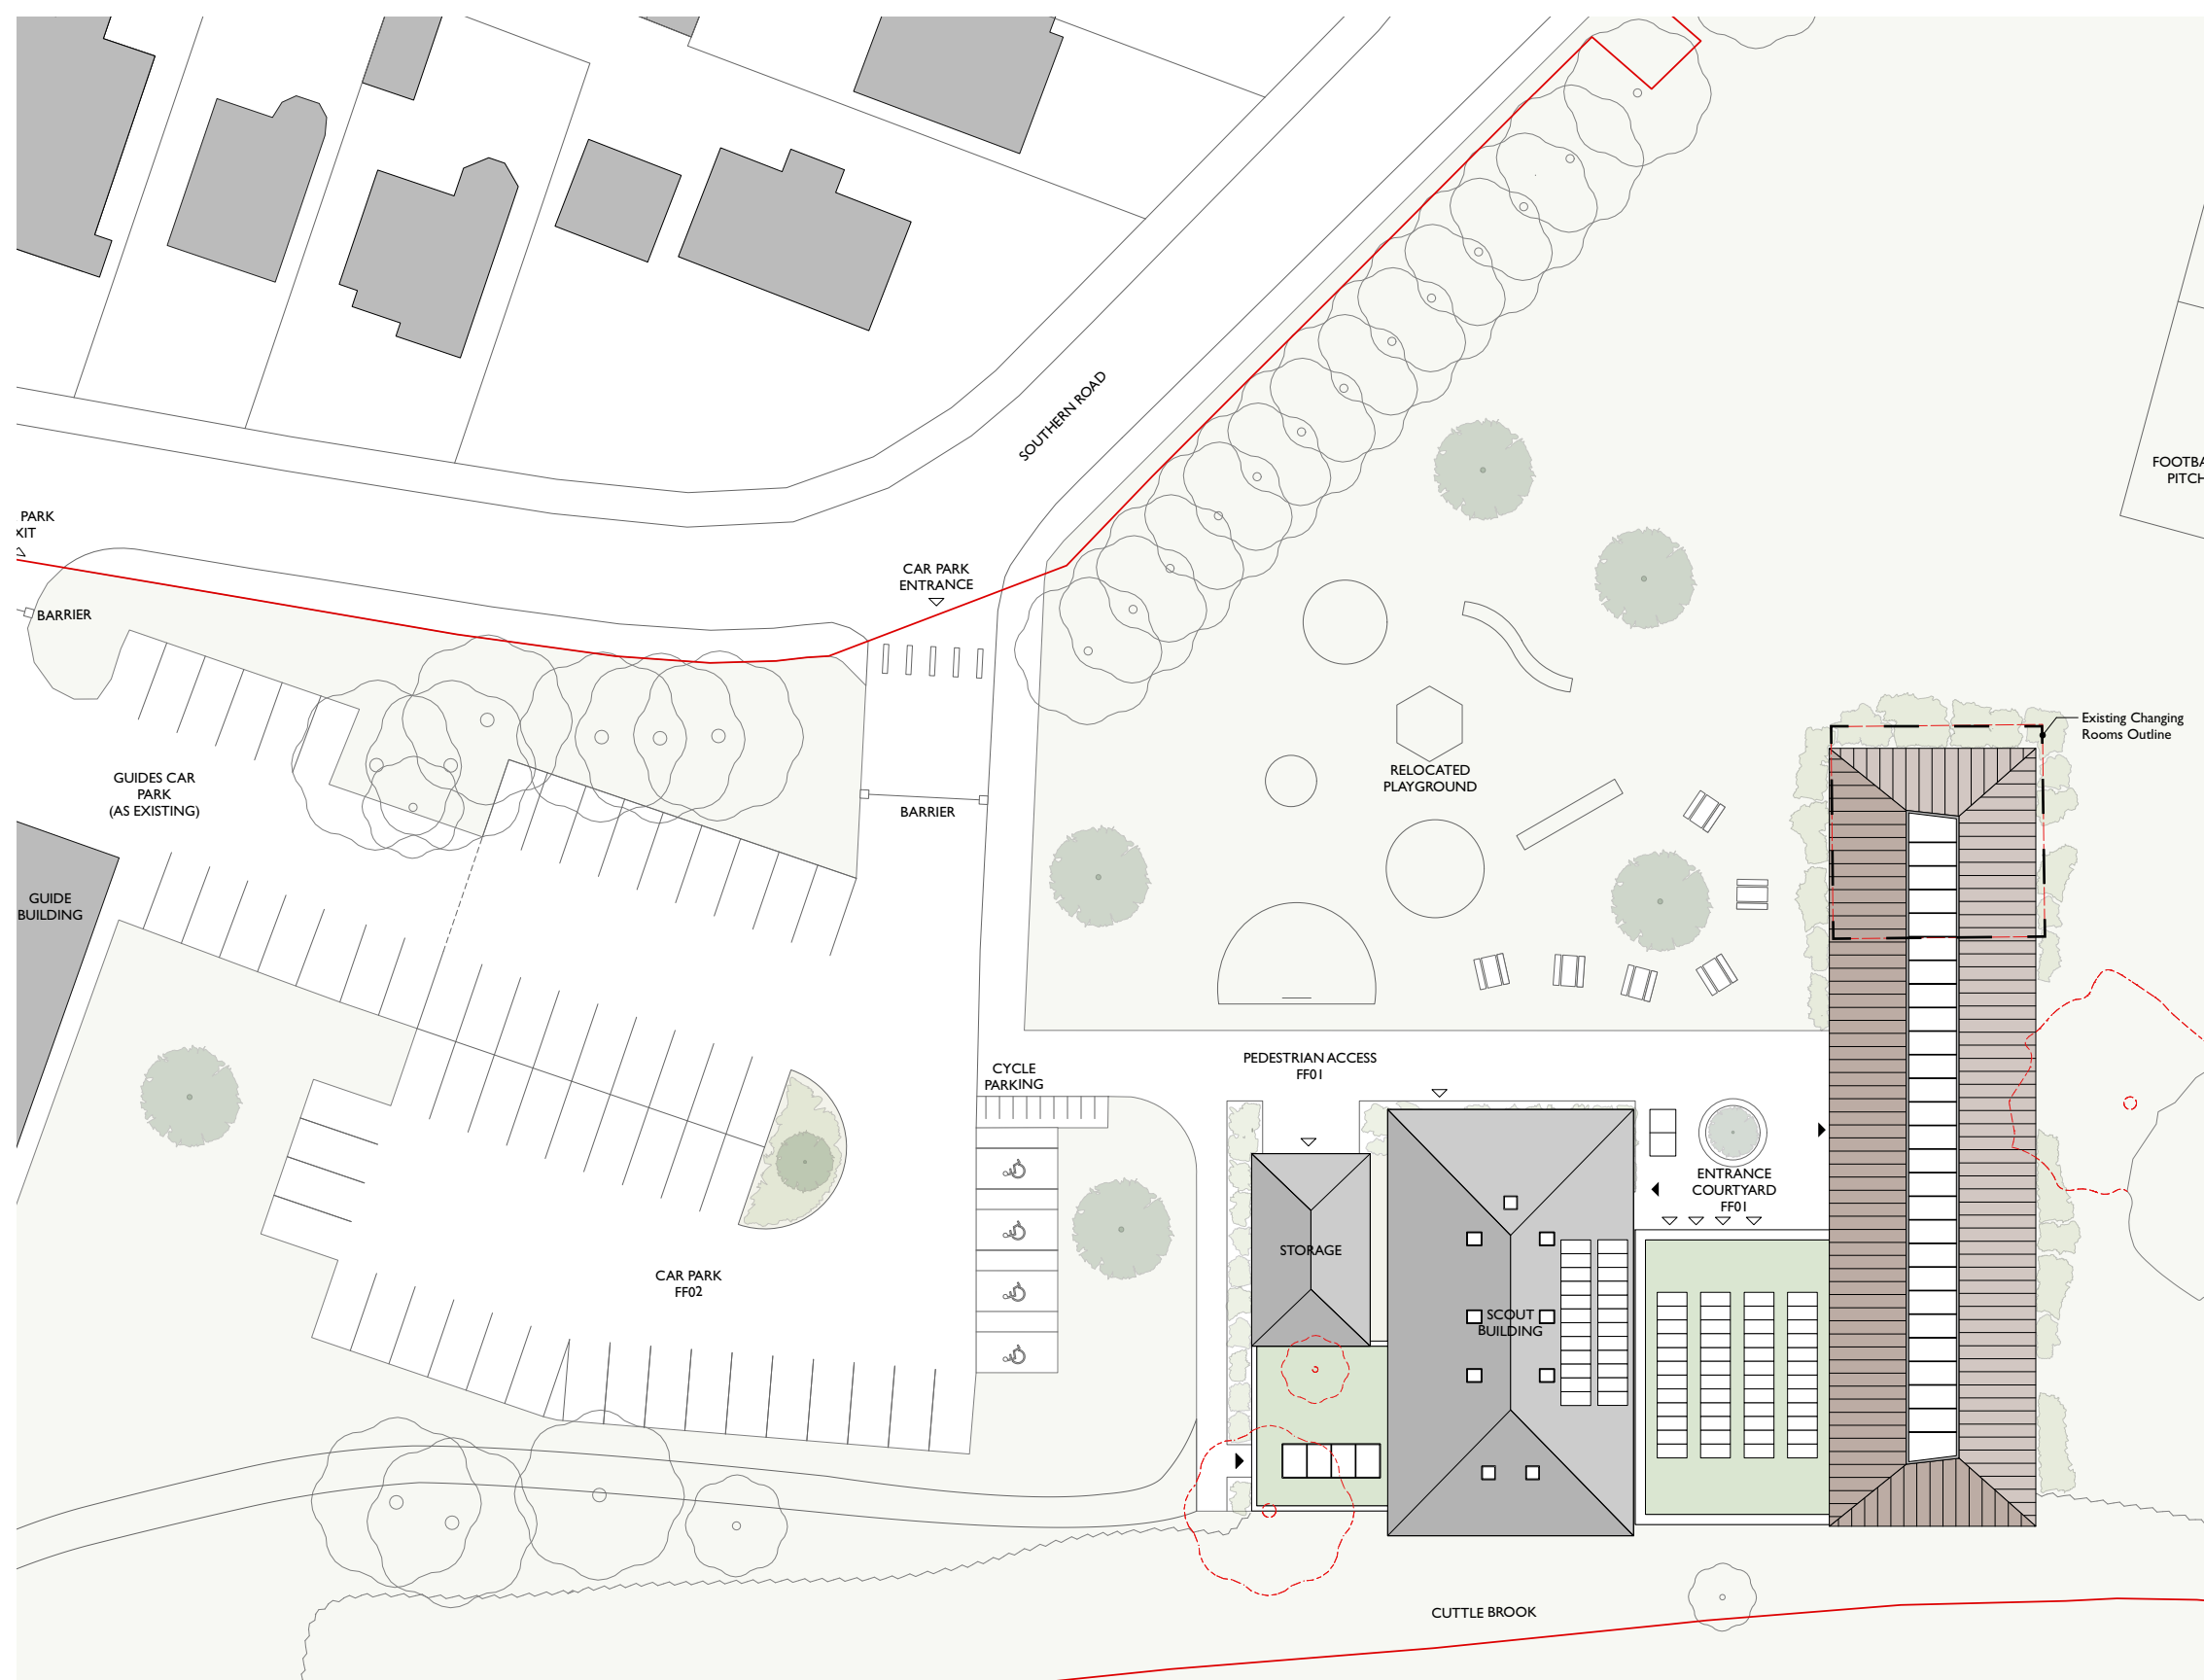 SOUTHERN ROAD
FOOTBA
PITCH
PARK
XIT
BARRIER
CAR PARK
ENTRANCE
Existing Changing
Rooms Outline
GUIDES CAR
PARK
(AS EXISTING)
BARRIER
RELOCATED
PLAYGROUND
GUIDE
BUILDING
CYCLE
PARKING
PEDESTRIAN ACCESS
FF01
ENTRANCE
COURTYARD
FF01
STORAGE
CAR PARK
FF02
SCOUT
BUILDING
CUTTLE BROOK